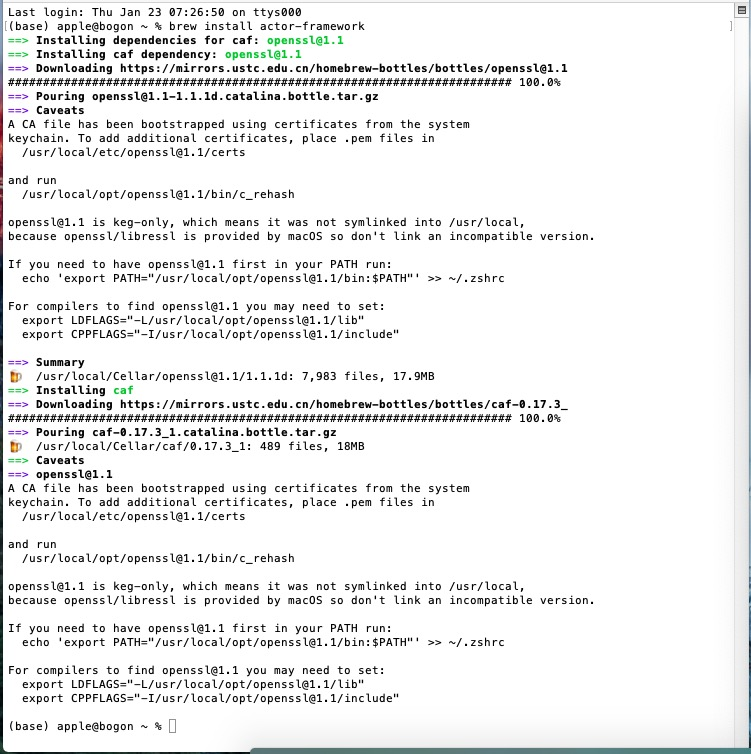 Last login: Thu Jan 23 07:26:50 on ttys000
[(base) apple@bogon ~ % brew install actor-framework ]
==> Installing dependencies for caf: openssl@1.1
==> Installing caf dependency: openssl@1.1
==> Downloading https://mirrors.ustc.edu.cn/homebrew-bottles/bottles/openssl@1.1
######################################################################## 100.0%
==> Pouring openssl@1.1-1.1.1d.catalina.bottle.tar.gz
==> Caveats
A CA file has been bootstrapped using certificates from the system
keychain. To add additional certificates, place .pem files in
  /usr/local/etc/openssl@1.1/certs

and run
  /usr/local/opt/openssl@1.1/bin/c_rehash

openssl@1.1 is keg-only, which means it was not symlinked into /usr/local,
because openssl/libressl is provided by macOS so don't link an incompatible version.

If you need to have openssl@1.1 first in your PATH run:
  echo 'export PATH="/usr/local/opt/openssl@1.1/bin:$PATH"' >> ~/.zshrc

For compilers to find openssl@1.1 you may need to set:
  export LDFLAGS="-L/usr/local/opt/openssl@1.1/lib"
  export CPPFLAGS="-I/usr/local/opt/openssl@1.1/include"

==> Summary
🍺  /usr/local/Cellar/openssl@1.1/1.1.1d: 7,983 files, 17.9MB
==> Installing caf
==> Downloading https://mirrors.ustc.edu.cn/homebrew-bottles/bottles/caf-0.17.3_
######################################################################## 100.0%
==> Pouring caf-0.17.3_1.catalina.bottle.tar.gz
🍺  /usr/local/Cellar/caf/0.17.3_1: 489 files, 18MB
==> Caveats
==> openssl@1.1
A CA file has been bootstrapped using certificates from the system
keychain. To add additional certificates, place .pem files in
  /usr/local/etc/openssl@1.1/certs

and run
  /usr/local/opt/openssl@1.1/bin/c_rehash

openssl@1.1 is keg-only, which means it was not symlinked into /usr/local,
because openssl/libressl is provided by macOS so don't link an incompatible version.

If you need to have openssl@1.1 first in your PATH run:
  echo 'export PATH="/usr/local/opt/openssl@1.1/bin:$PATH"' >> ~/.zshrc

For compilers to find openssl@1.1 you may need to set:
  export LDFLAGS="-L/usr/local/opt/openssl@1.1/lib"
  export CPPFLAGS="-I/usr/local/opt/openssl@1.1/include"

(base) apple@bogon ~ %